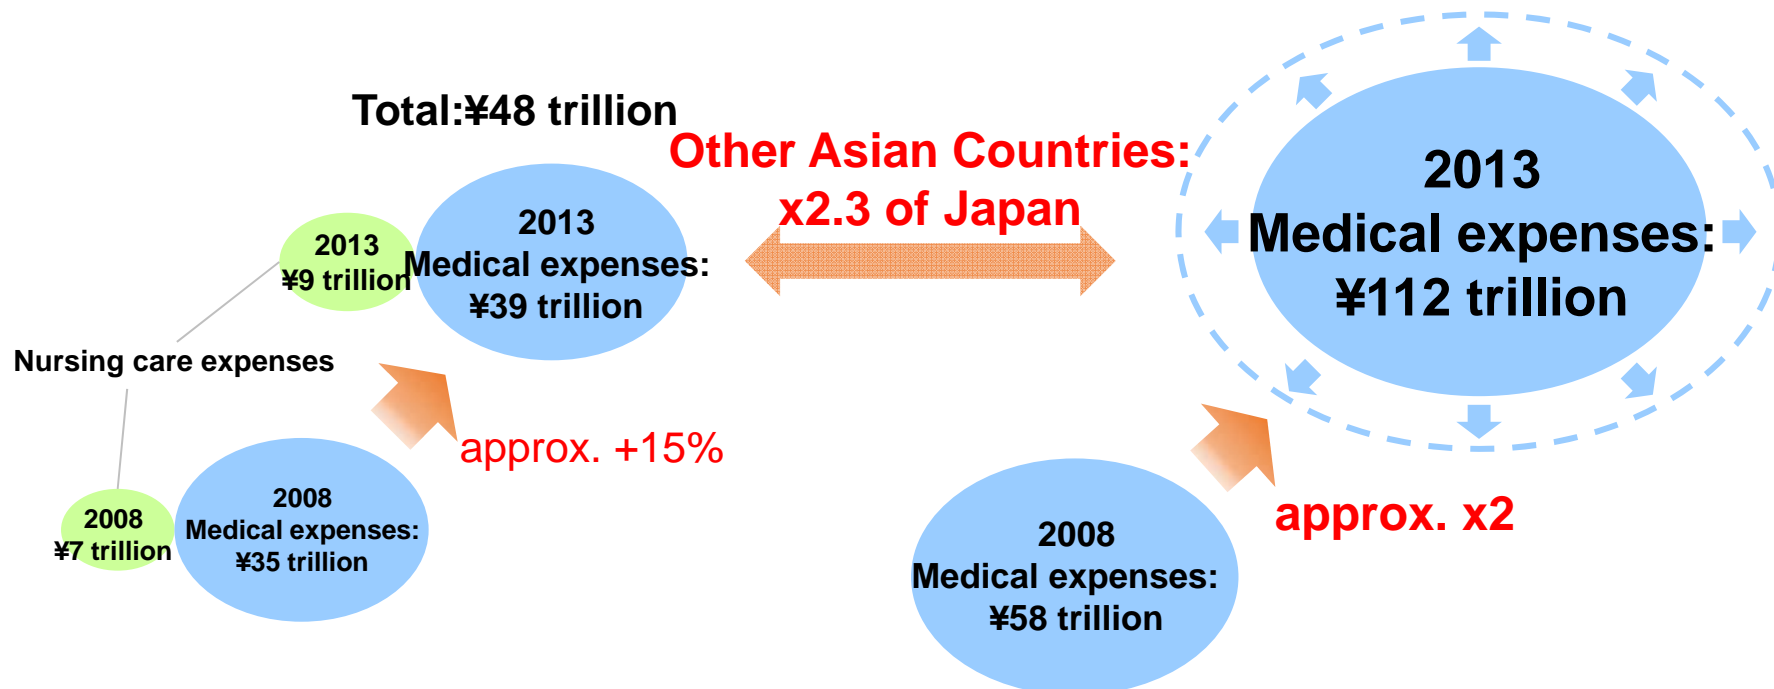 Total:¥48 trillion
Other Asian Countries:
x2.3 of Japan
2013
¥9 trillion
2013
Medical expenses:
¥39 trillion
2013
Medical expenses:
¥112 trillion
Nursing care expenses
approx. +15%
2008
¥7 trillion
2008
Medical expenses:
¥35 trillion
approx. x2
2008
Medical expenses:
¥58 trillion